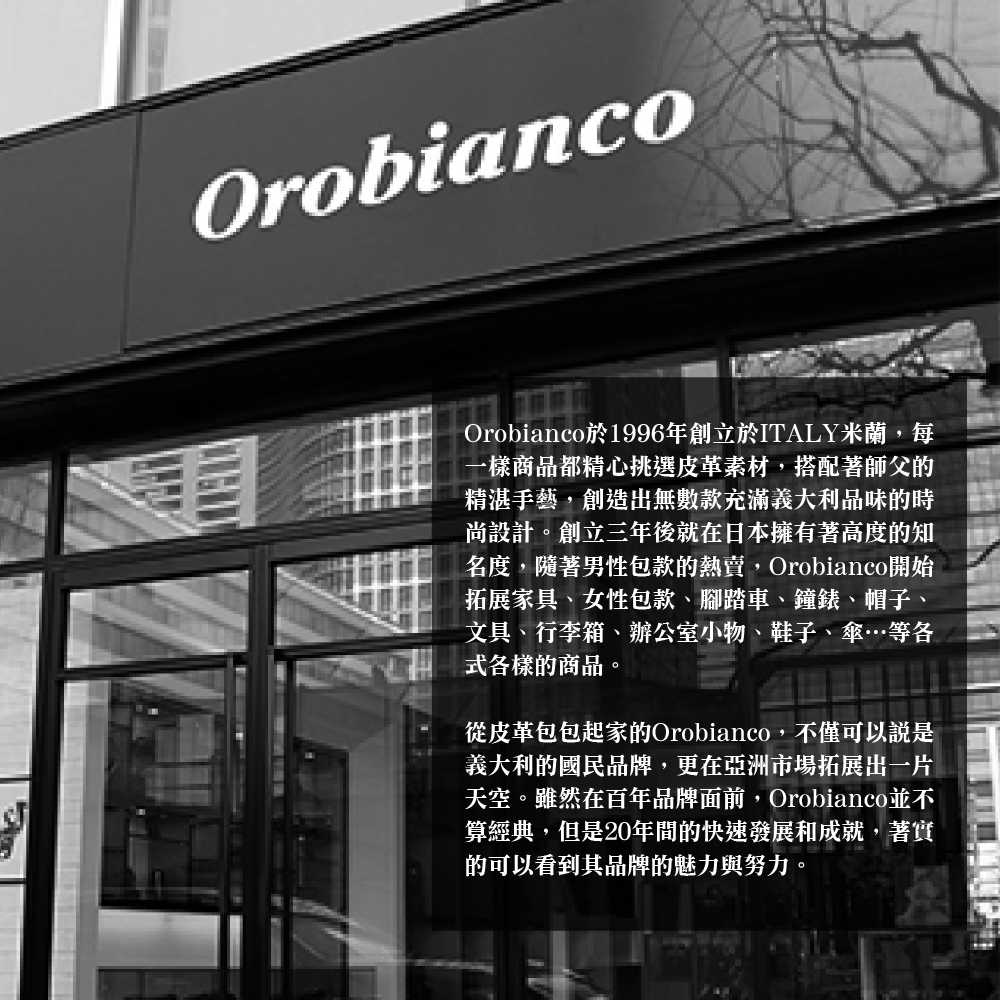 Orobianco
Orobianco於1996年創立於ITALY米蘭，每
一樣商品都精心挑選皮革素材，搭配著師父的
精湛手藝，創造出無數款充滿義大利品味的時
尚設計。創立三年後就在日本擁有著高度的知
名度，隨著男性包款的熱賣，Orobianco開始
拓展家具、女性包款、腳踏車、鐘錶、帽子、
文具、行李箱、辦公室小物、鞋子、傘…等各
式各樣的商品。
從皮革包包起家的Orobianco，不僅可以說是
義大利的國民品牌，更在亞洲市場拓展出一片
天空。雖然在百年品牌面前，Orobianco並不
算經典，但是20年間的快速發展和成就，著實
的可以看到其品牌的魅力與努力。